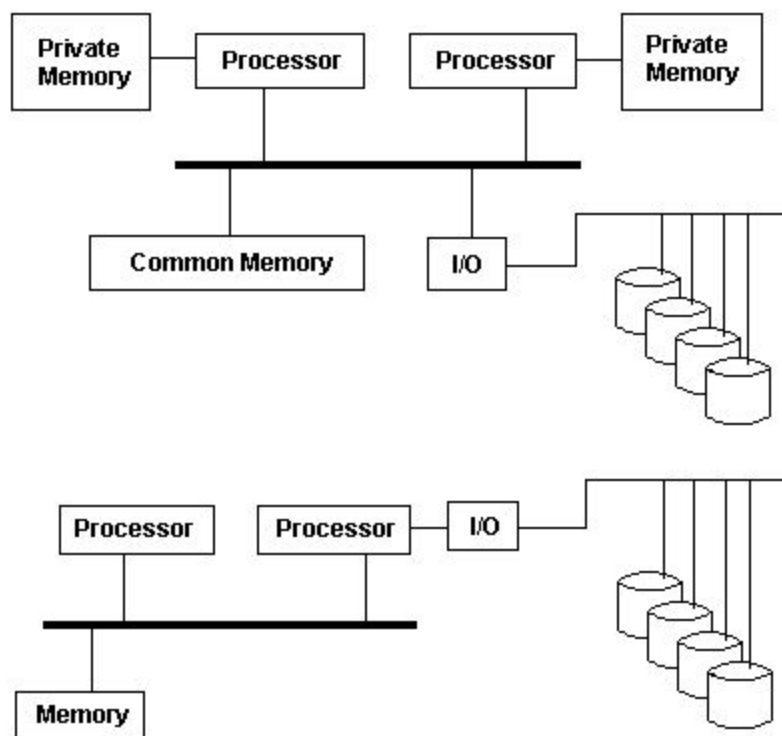 Private
Memory
Processor
Processor
Private
Memory
Common Memory
I/O
Processor
Processor
I/O
Memory